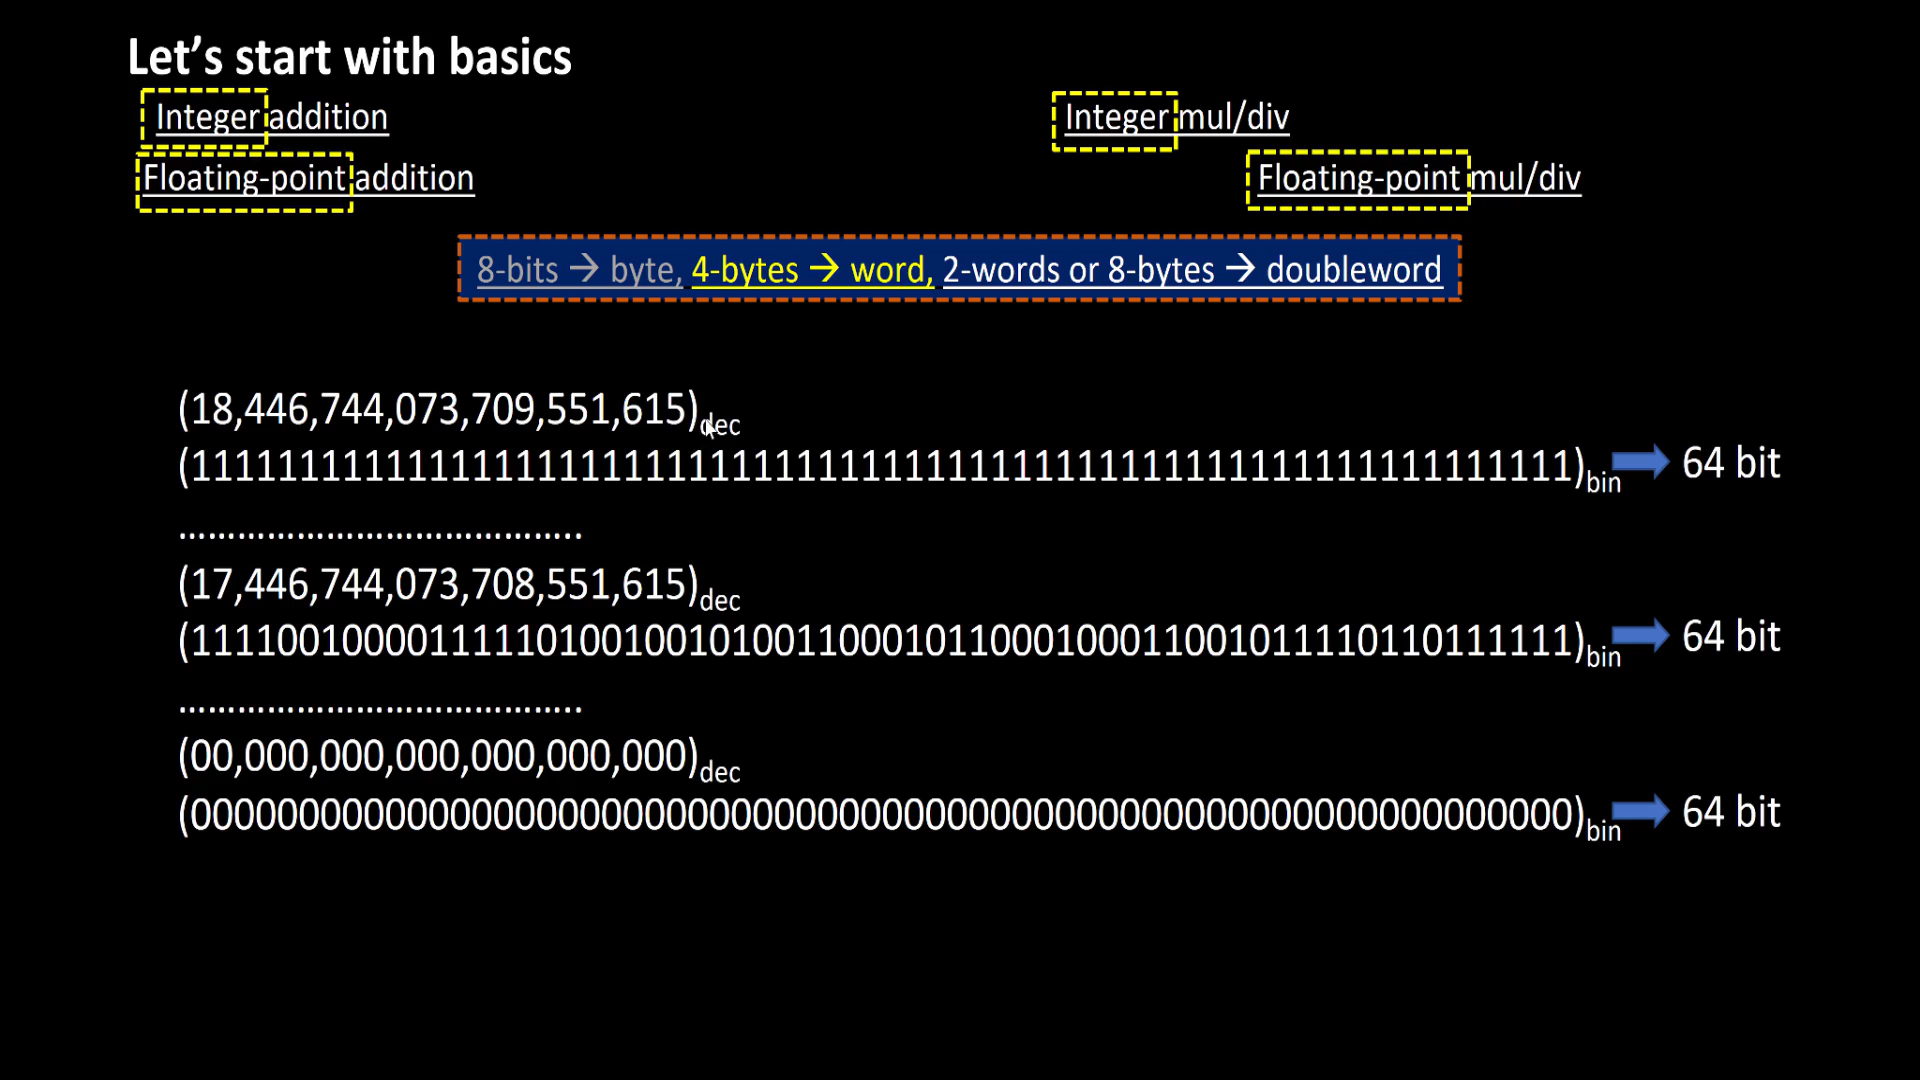 Let's start with basics
Integer addition
Integer mul/div
Floating-point addition
Floating-point mul/div
8-bits → byte, 4-bytes → word, 2-words or 8-bytes → doubleword
(18,446,744,073,709,551,615)dec
(1111111111111111111111111111111111111111111111111111111111111111)bin
64 bit
........................................
(17,446,744,073,708,551,615)dec
(1111001000011111010010010100110001011000100011001011110110111111)bin
64 bit
........................................
(00,000,000,000,000,000,000)dec
(0000000000000000000000000000000000000000000000000000000000000000)bin
64 bit